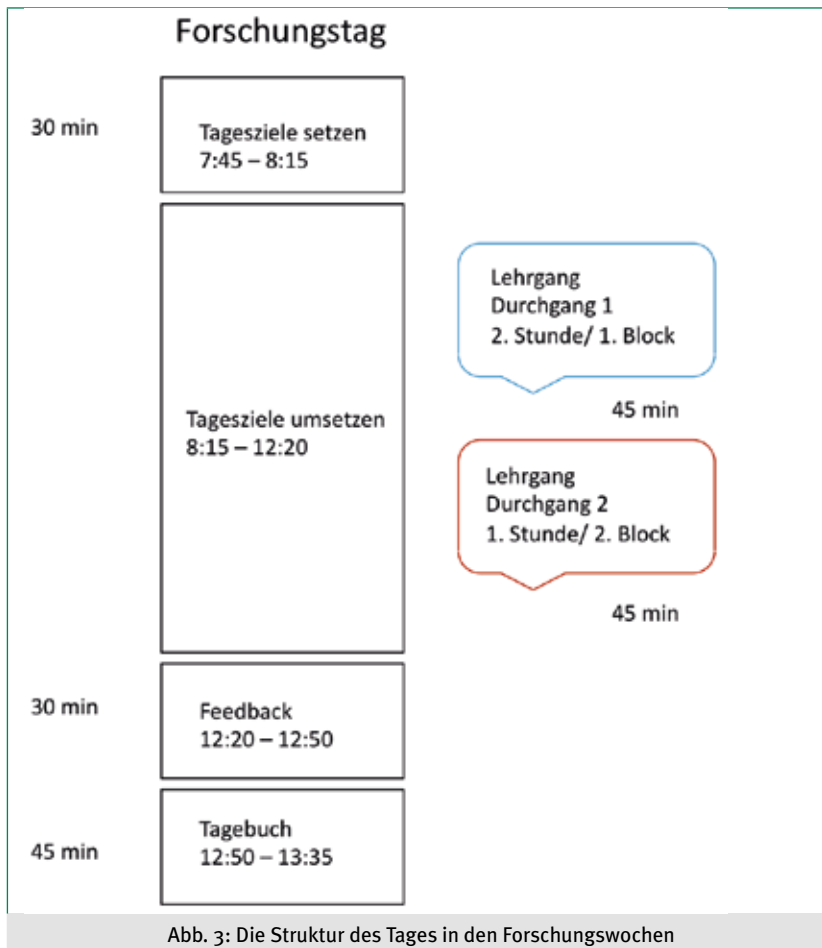 Forschungstag
30 min
Tagesziele setzen
7:45 – 8:15
Lehrgang
Durchgang 1
2. Stunde/ 1. Block
45 min
Tagesziele umsetzen
8:15 – 12:20
Lehrgang
Durchgang 2
1. Stunde/ 2. Block
45 min
30 min
Feedback
12:20 – 12:50
45 min
Tagebuch
12:50 – 13:35
Abb. 3: Die Struktur des Tages in den Forschungswochen